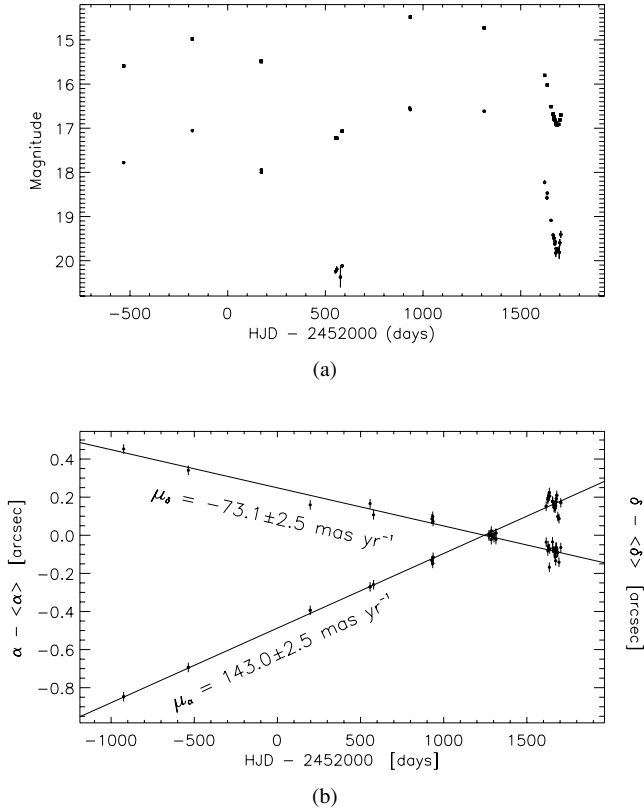 15
16
17
18
19
20
Magnitude
−500 0 500 1000 1500
HJD − 2452000 (days)
(a)
0.4
0.2
0.0
−0.2
−0.4
−0.6
−0.8
α − <α> [arcsec]
δ − <δ> [arcsec]
μδ = −73.1±2.5 mas yr⁻¹
μα = 143.0±2.5 mas yr⁻¹
−1000 −500 0 500 1000 1500
HJD − 2452000 [days]
(b)